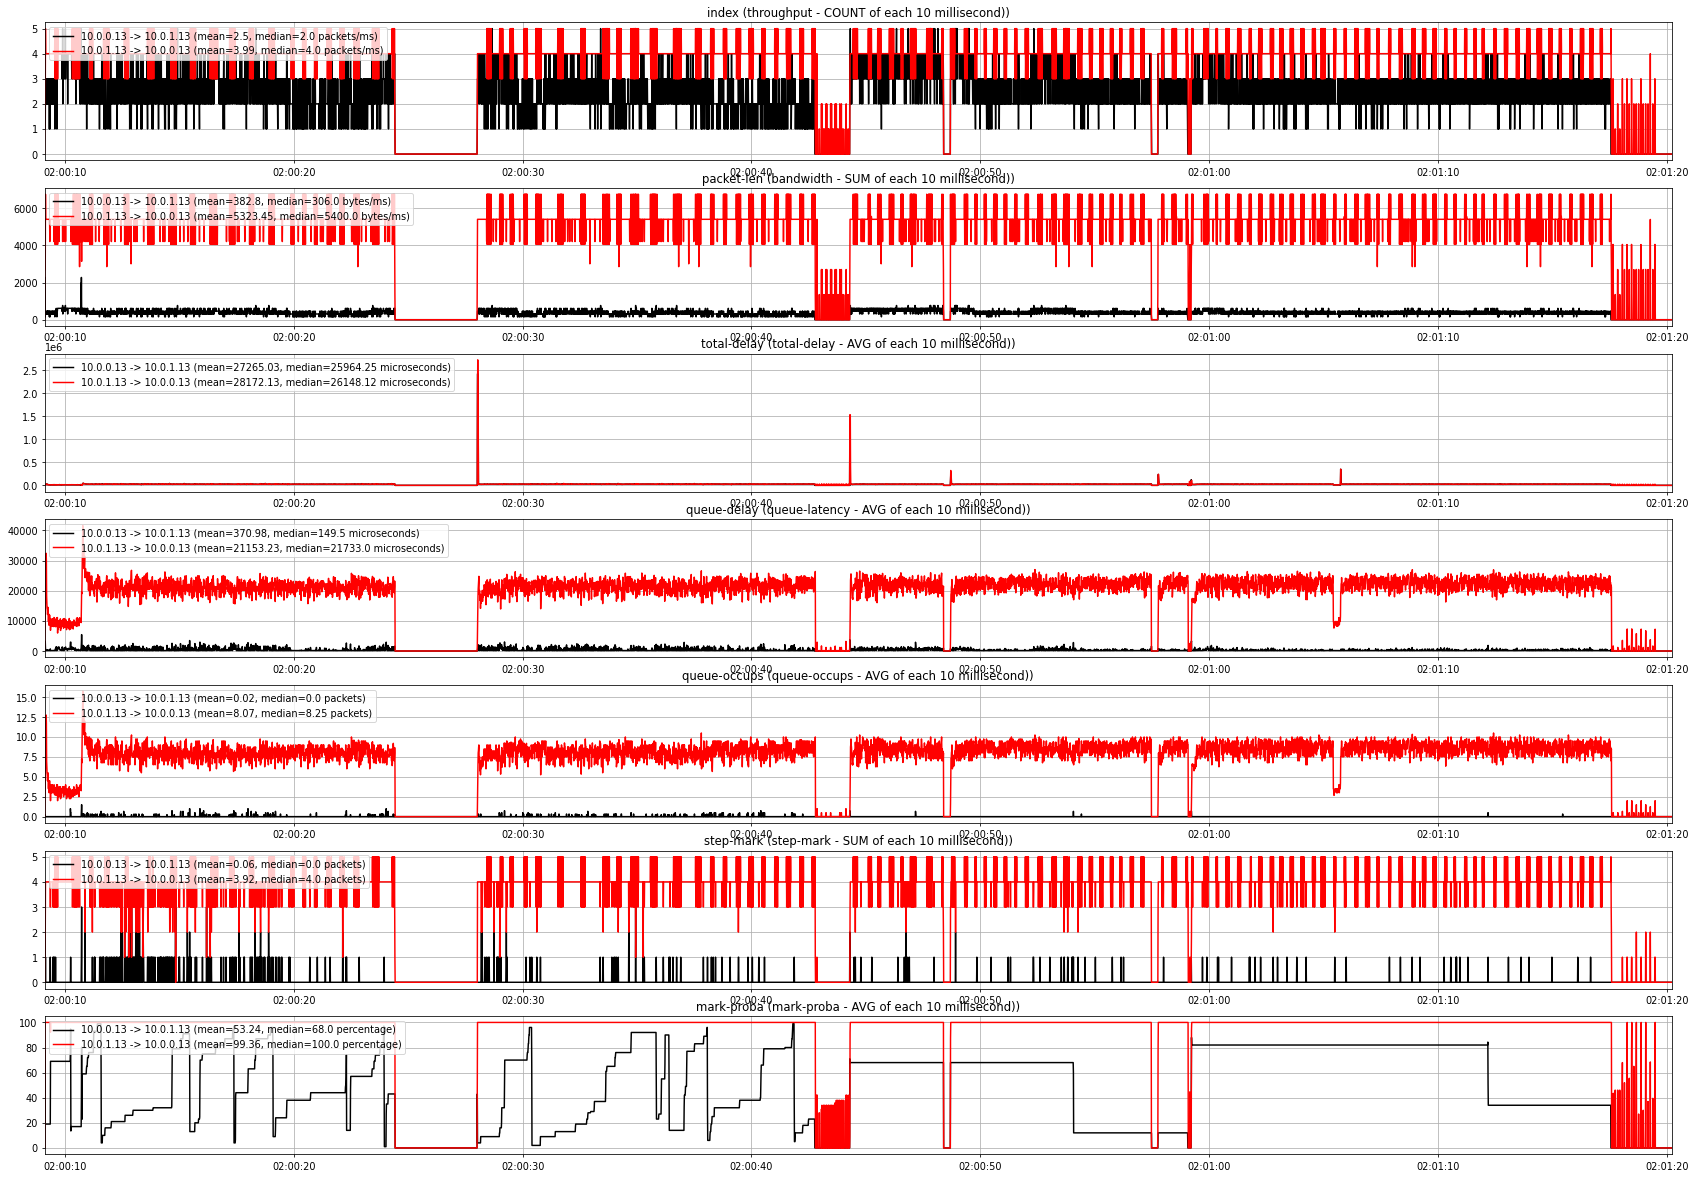 index (throughput - COUNT of each 10 millisecond))
10.0.0.13 -> 10.0.1.13 (mean=2.5, median=2.0 packets/ms)
10.0.1.13 -> 10.0.0.13 (mean=3.99, median=4.0 packets/ms)
5
4
3
2
1
0
02:00:10 02:00:20 02:00:30 02:00:40 02:00:50 02:01:00 02:01:10 02:01:20
packet-len (bandwidth - SUM of each 10 millisecond))
10.0.0.13 -> 10.0.1.13 (mean=382.8, median=306.0 bytes/ms)
10.0.1.13 -> 10.0.0.13 (mean=5323.45, median=5400.0 bytes/ms)
6000
4000
2000
0
02:00:10 02:00:20 02:00:30 02:00:40 02:00:50 02:01:00 02:01:10 02:01:20
total-delay (total-delay - AVG of each 10 millisecond))
1e6
10.0.0.13 -> 10.0.1.13 (mean=27265.03, median=25964.25 microseconds)
10.0.1.13 -> 10.0.0.13 (mean=28172.13, median=26148.12 microseconds)
2.5
2.0
1.5
1.0
0.5
0.0
02:00:10 02:00:20 02:00:30 02:00:40 02:00:50 02:01:00 02:01:10 02:01:20
queue-delay (queue-latency - AVG of each 10 millisecond))
10.0.0.13 -> 10.0.1.13 (mean=370.98, median=149.5 microseconds)
10.0.1.13 -> 10.0.0.13 (mean=21153.23, median=21733.0 microseconds)
40000
30000
20000
10000
0
02:00:10 02:00:20 02:00:30 02:00:40 02:00:50 02:01:00 02:01:10 02:01:20
queue-occups (queue-occups - AVG of each 10 millisecond))
10.0.0.13 -> 10.0.1.13 (mean=0.02, median=0.0 packets)
10.0.1.13 -> 10.0.0.13 (mean=8.07, median=8.25 packets)
15.0
12.5
10.0
7.5
5.0
2.5
0.0
02:00:10 02:00:20 02:00:30 02:00:40 02:00:50 02:01:00 02:01:10 02:01:20
step-mark (step-mark - SUM of each 10 millisecond))
10.0.0.13 -> 10.0.1.13 (mean=0.06, median=0.0 packets)
10.0.1.13 -> 10.0.0.13 (mean=3.92, median=4.0 packets)
5
4
3
2
1
0
02:00:10 02:00:20 02:00:30 02:00:40 02:00:50 02:01:00 02:01:10 02:01:20
mark-proba (mark-proba - AVG of each 10 millisecond))
10.0.0.13 -> 10.0.1.13 (mean=53.24, median=68.0 percentage)
10.0.1.13 -> 10.0.0.13 (mean=99.36, median=100.0 percentage)
100
80
60
40
20
0
02:00:10 02:00:20 02:00:30 02:00:40 02:00:50 02:01:00 02:01:10 02:01:20